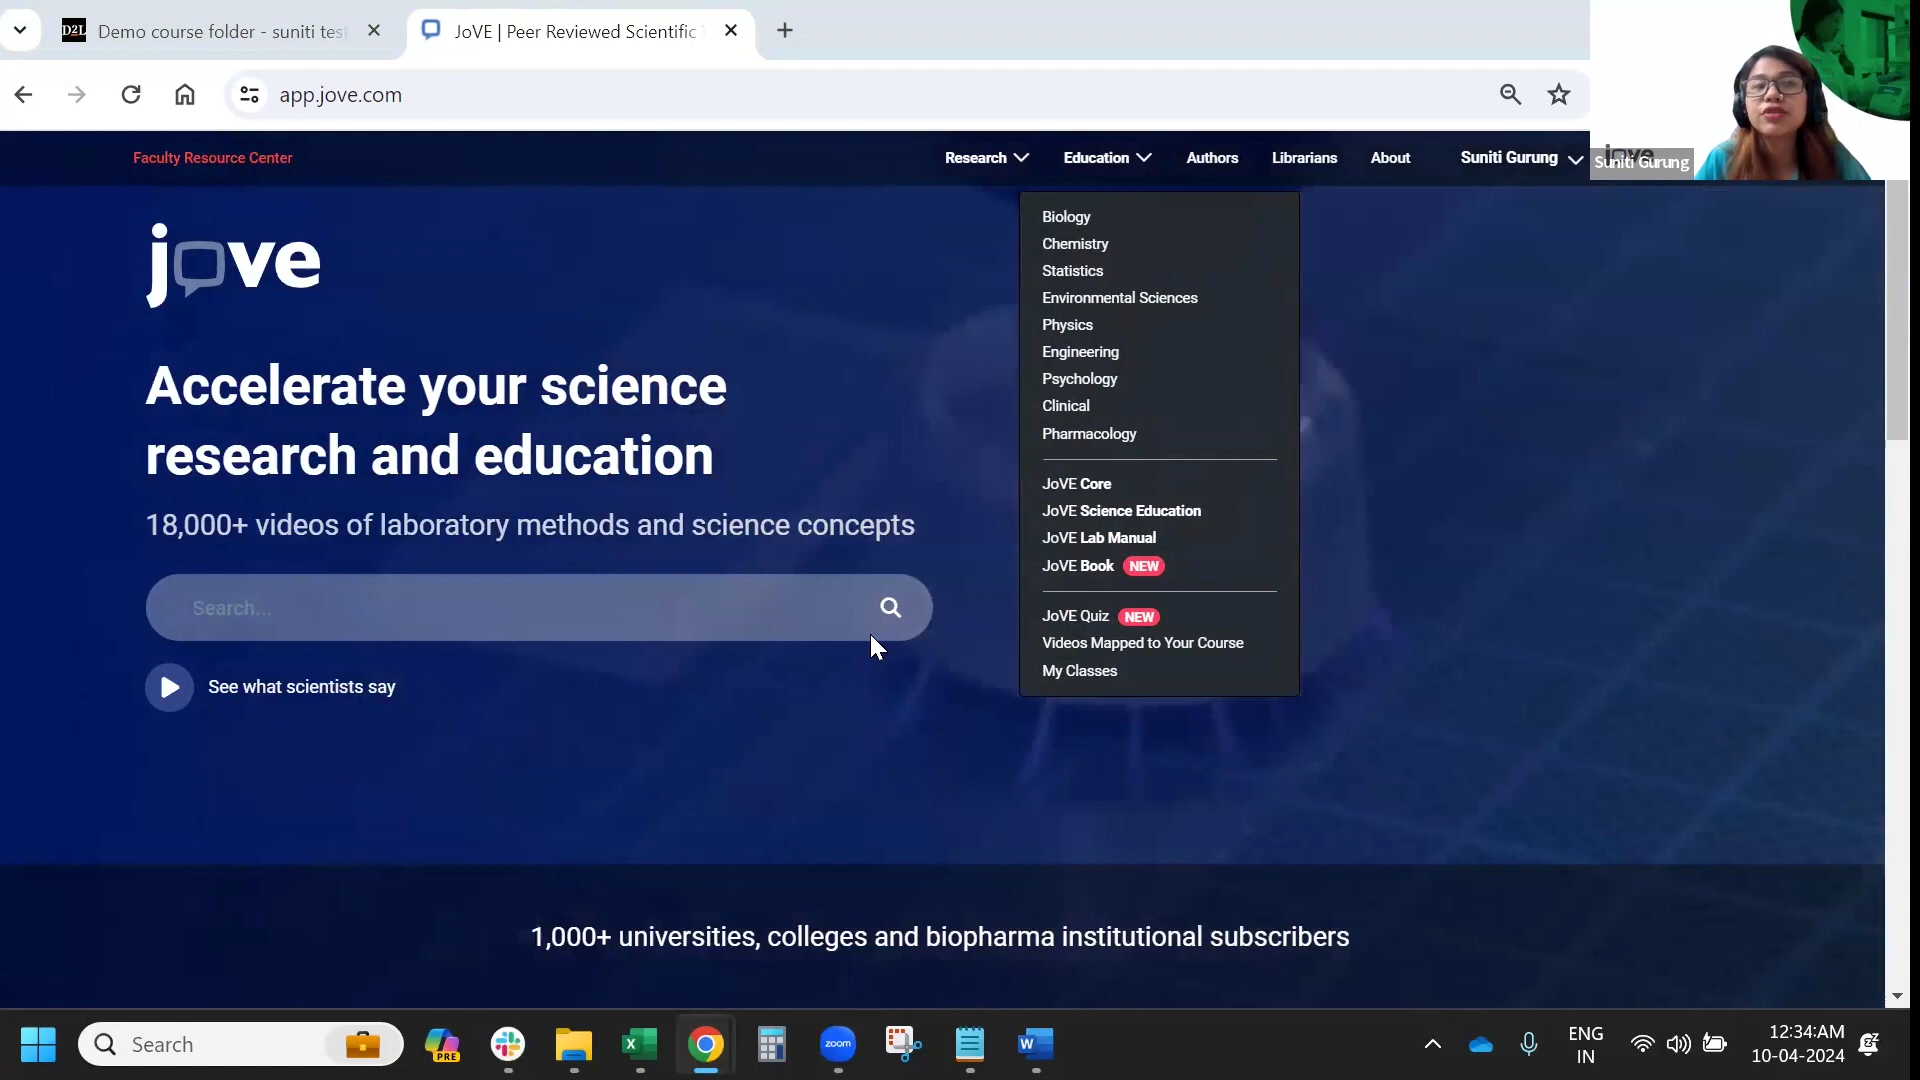 D2L Demo course folder - suniti tes
JoVE | Peer Reviewed Scientific
app.jove.com
Faculty Resource Center
Research
Education
Authors
Librarians
About
Suniti Gurung
jove
Suniti Gurung
jove
Biology
Chemistry
Statistics
Environmental Sciences
Physics
Engineering
Psychology
Clinical
Pharmacology
JoVE Core
JoVE Science Education
JoVE Lab Manual
JoVE Book NEW
JoVE Quiz NEW
Videos Mapped to Your Course
My Classes
Accelerate your science
research and education
18,000+ videos of laboratory methods and science concepts
Search...
See what scientists say
1,000+ universities, colleges and biopharma institutional subscribers
Search
PRE
X
zoom
W
ENG
IN
12:34:AM
10-04-2024